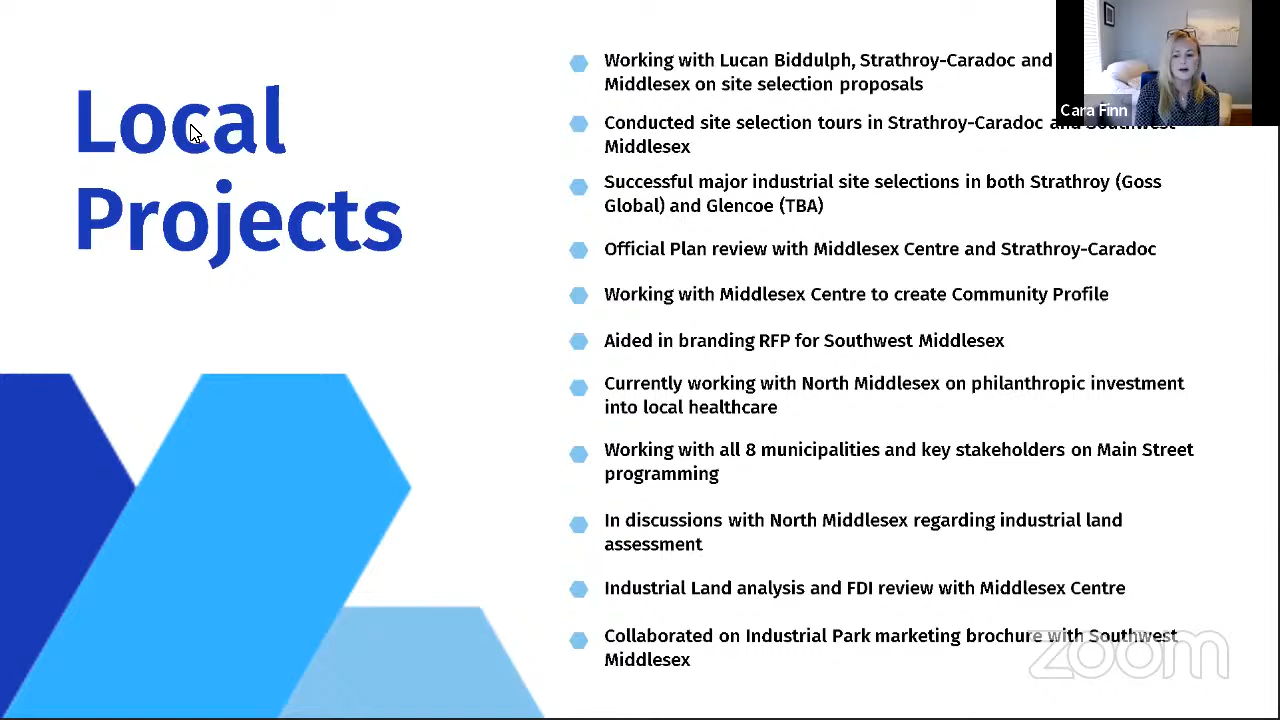 Local
Projects
Working with Lucan Biddulph, Strathroy-Caradoc and
Middlesex on site selection proposals
Conducted site selection tours in Strathroy-Caradoc and Southwest
Middlesex
Successful major industrial site selections in both Strathroy (Goss
Global) and Glencoe (TBA)
Official Plan review with Middlesex Centre and Strathroy-Caradoc
Working with Middlesex Centre to create Community Profile
Aided in branding RFP for Southwest Middlesex
Currently working with North Middlesex on philanthropic investment
into local healthcare
Working with all 8 municipalities and key stakeholders on Main Street
programming
In discussions with North Middlesex regarding industrial land
assessment
Industrial Land analysis and FDI review with Middlesex Centre
Collaborated on Industrial Park marketing brochure with Southwest
Middlesex
Cara Finn
zoom